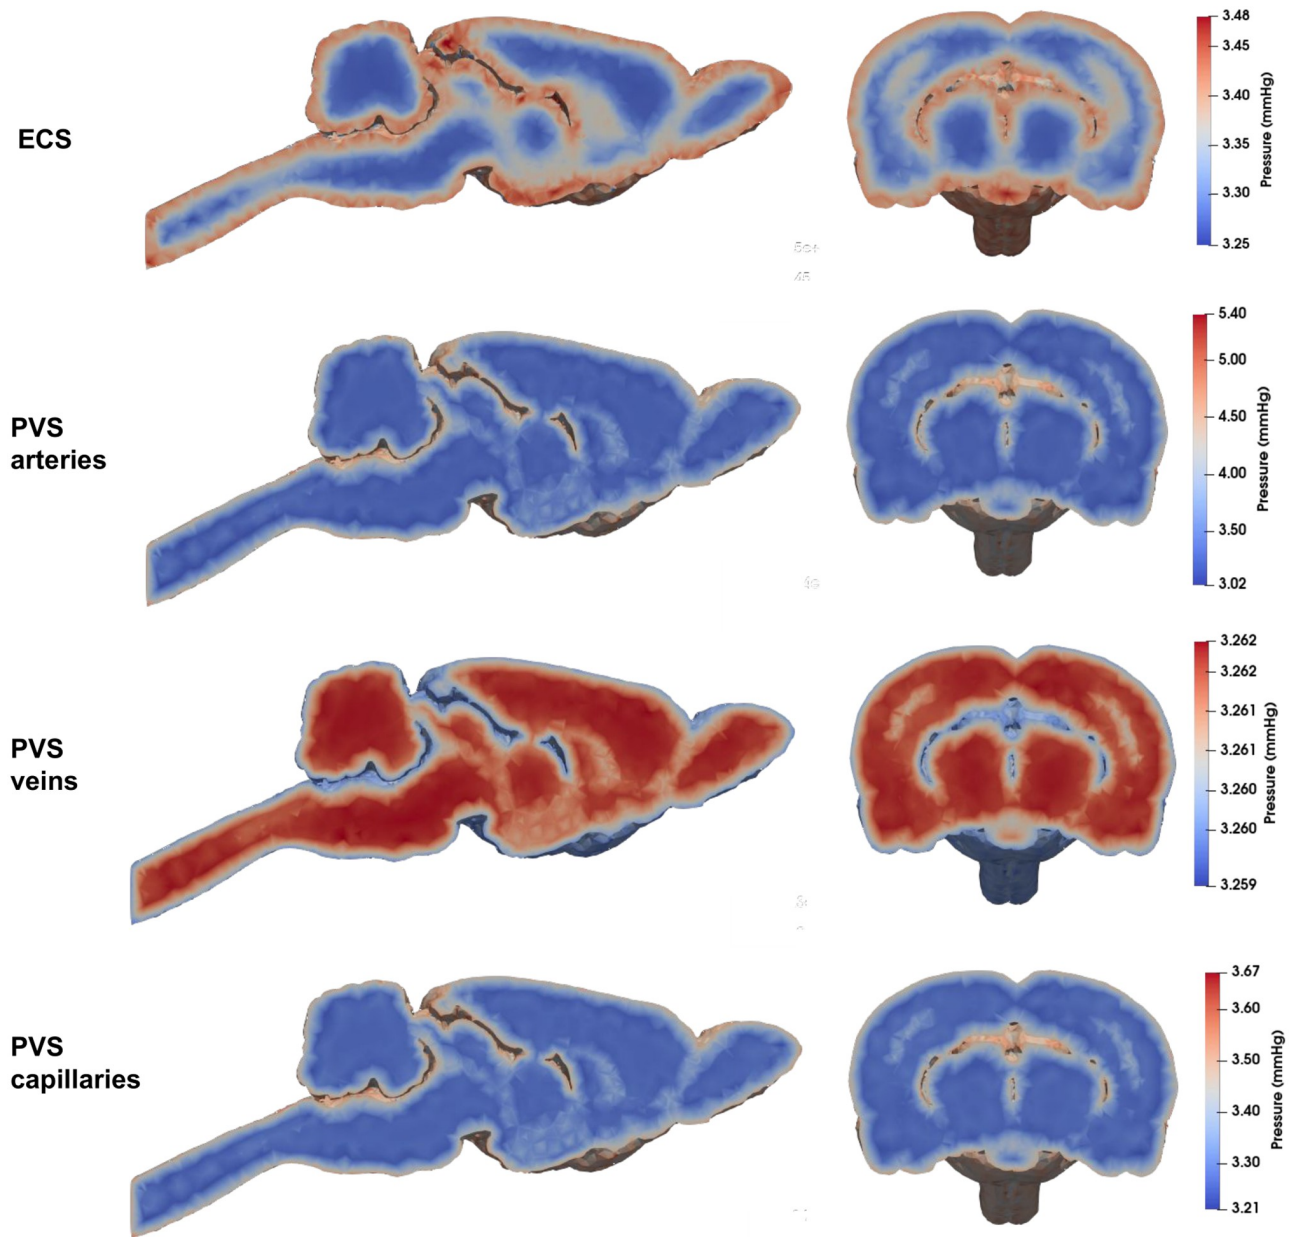 ECS
3.48
3.45
3.40
3.35
3.30
3.25
Pressure (mmHg)
PVS
arteries
5.40
5.00
4.50
4.00
3.50
3.02
Pressure (mmHg)
PVS
veins
3.262
3.262
3.261
3.261
3.260
3.260
3.259
Pressure (mmHg)
PVS
capillaries
3.67
3.60
3.50
3.40
3.30
3.21
Pressure (mmHg)